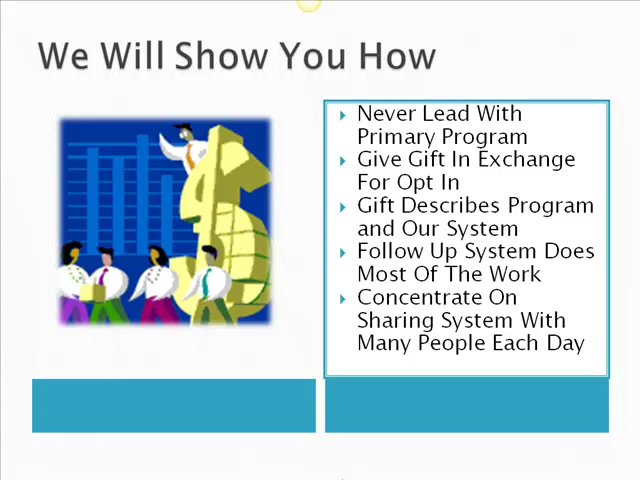 We Will Show You How
Never Lead With
Primary Program
Give Gift In Exchange
For Opt In
Gift Describes Program
and Our System
Follow Up System Does
Most Of The Work
Concentrate On
Sharing System With
Many People Each Day